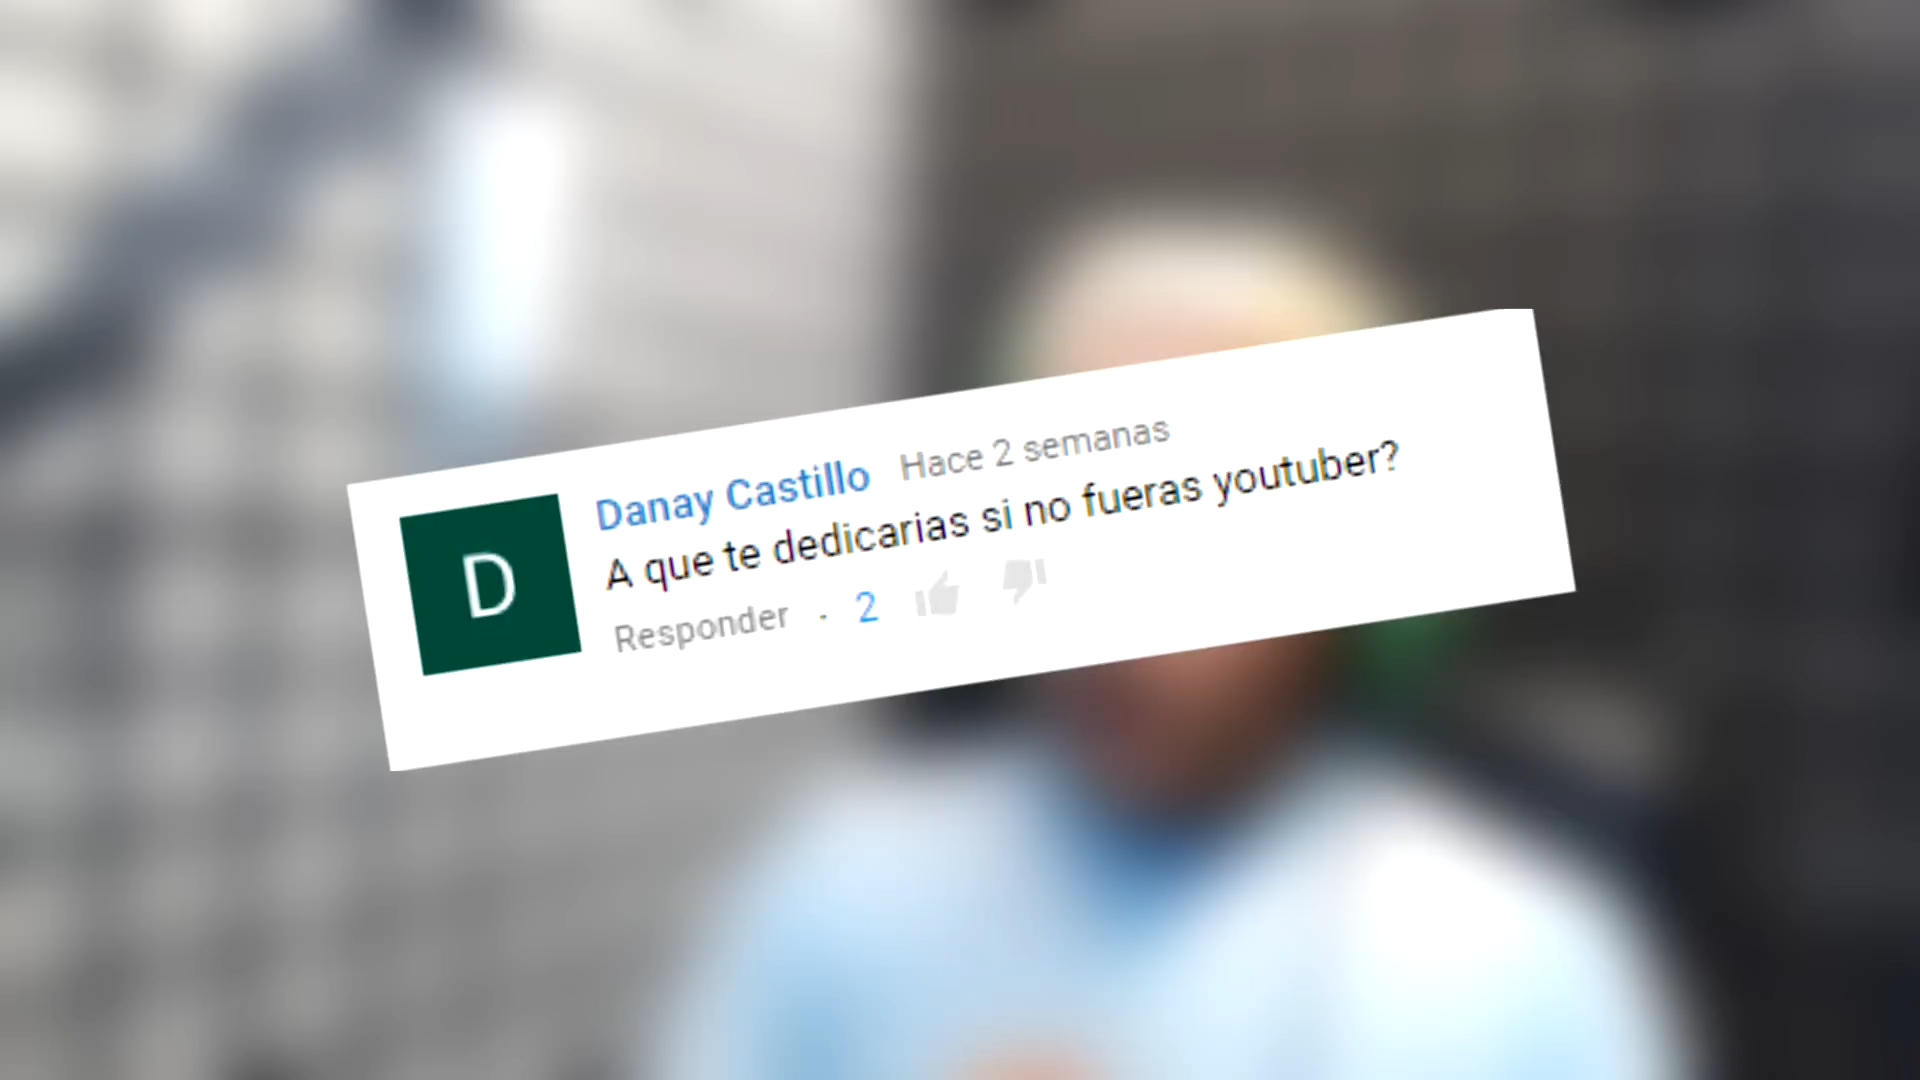 D
Danay Castillo Hace 2 semanas
A que te dedicarias si no fueras youtuber?
Responder · 2